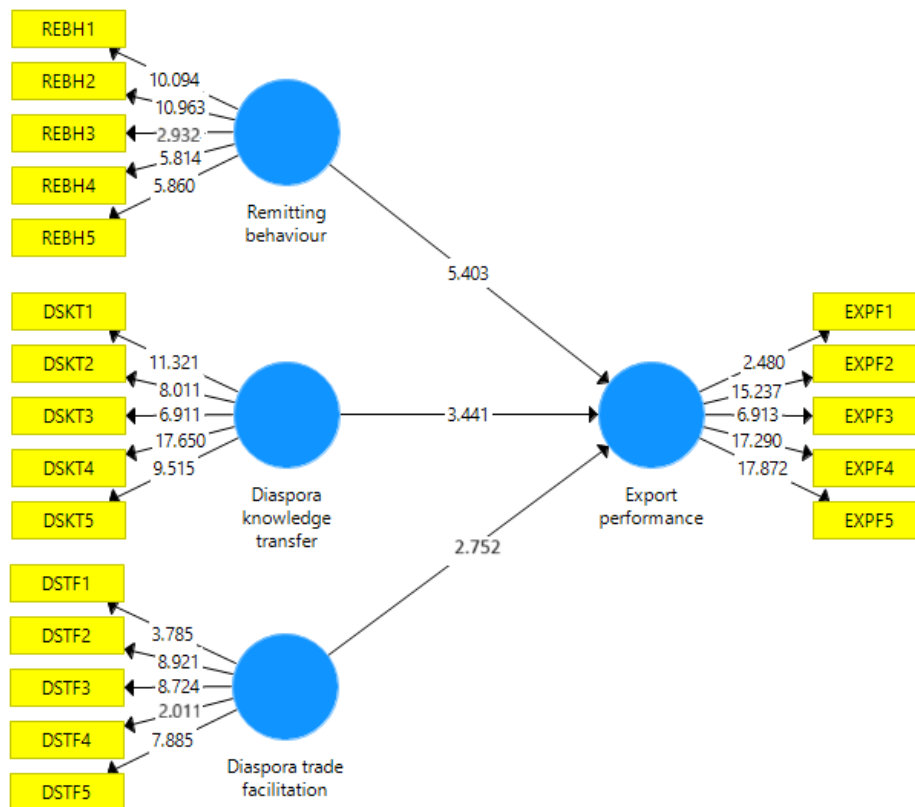 REBH1
REBH2
REBH3
REBH4
REBH5
10.094
10.963
2.932
5.814
5.860
Remitting
behaviour
5.403
DSKT1
DSKT2
DSKT3
DSKT4
DSKT5
11.321
8.011
6.911
17.650
9.515
Diaspora
knowledge
transfer
3.441
EXPF1
EXPF2
EXPF3
EXPF4
EXPF5
2.480
15.237
6.913
17.290
17.872
Export
performance
2.752
DSTF1
DSTF2
DSTF3
DSTF4
DSTF5
3.785
8.921
8.724
2.011
7.885
Diaspora trade
facilitation